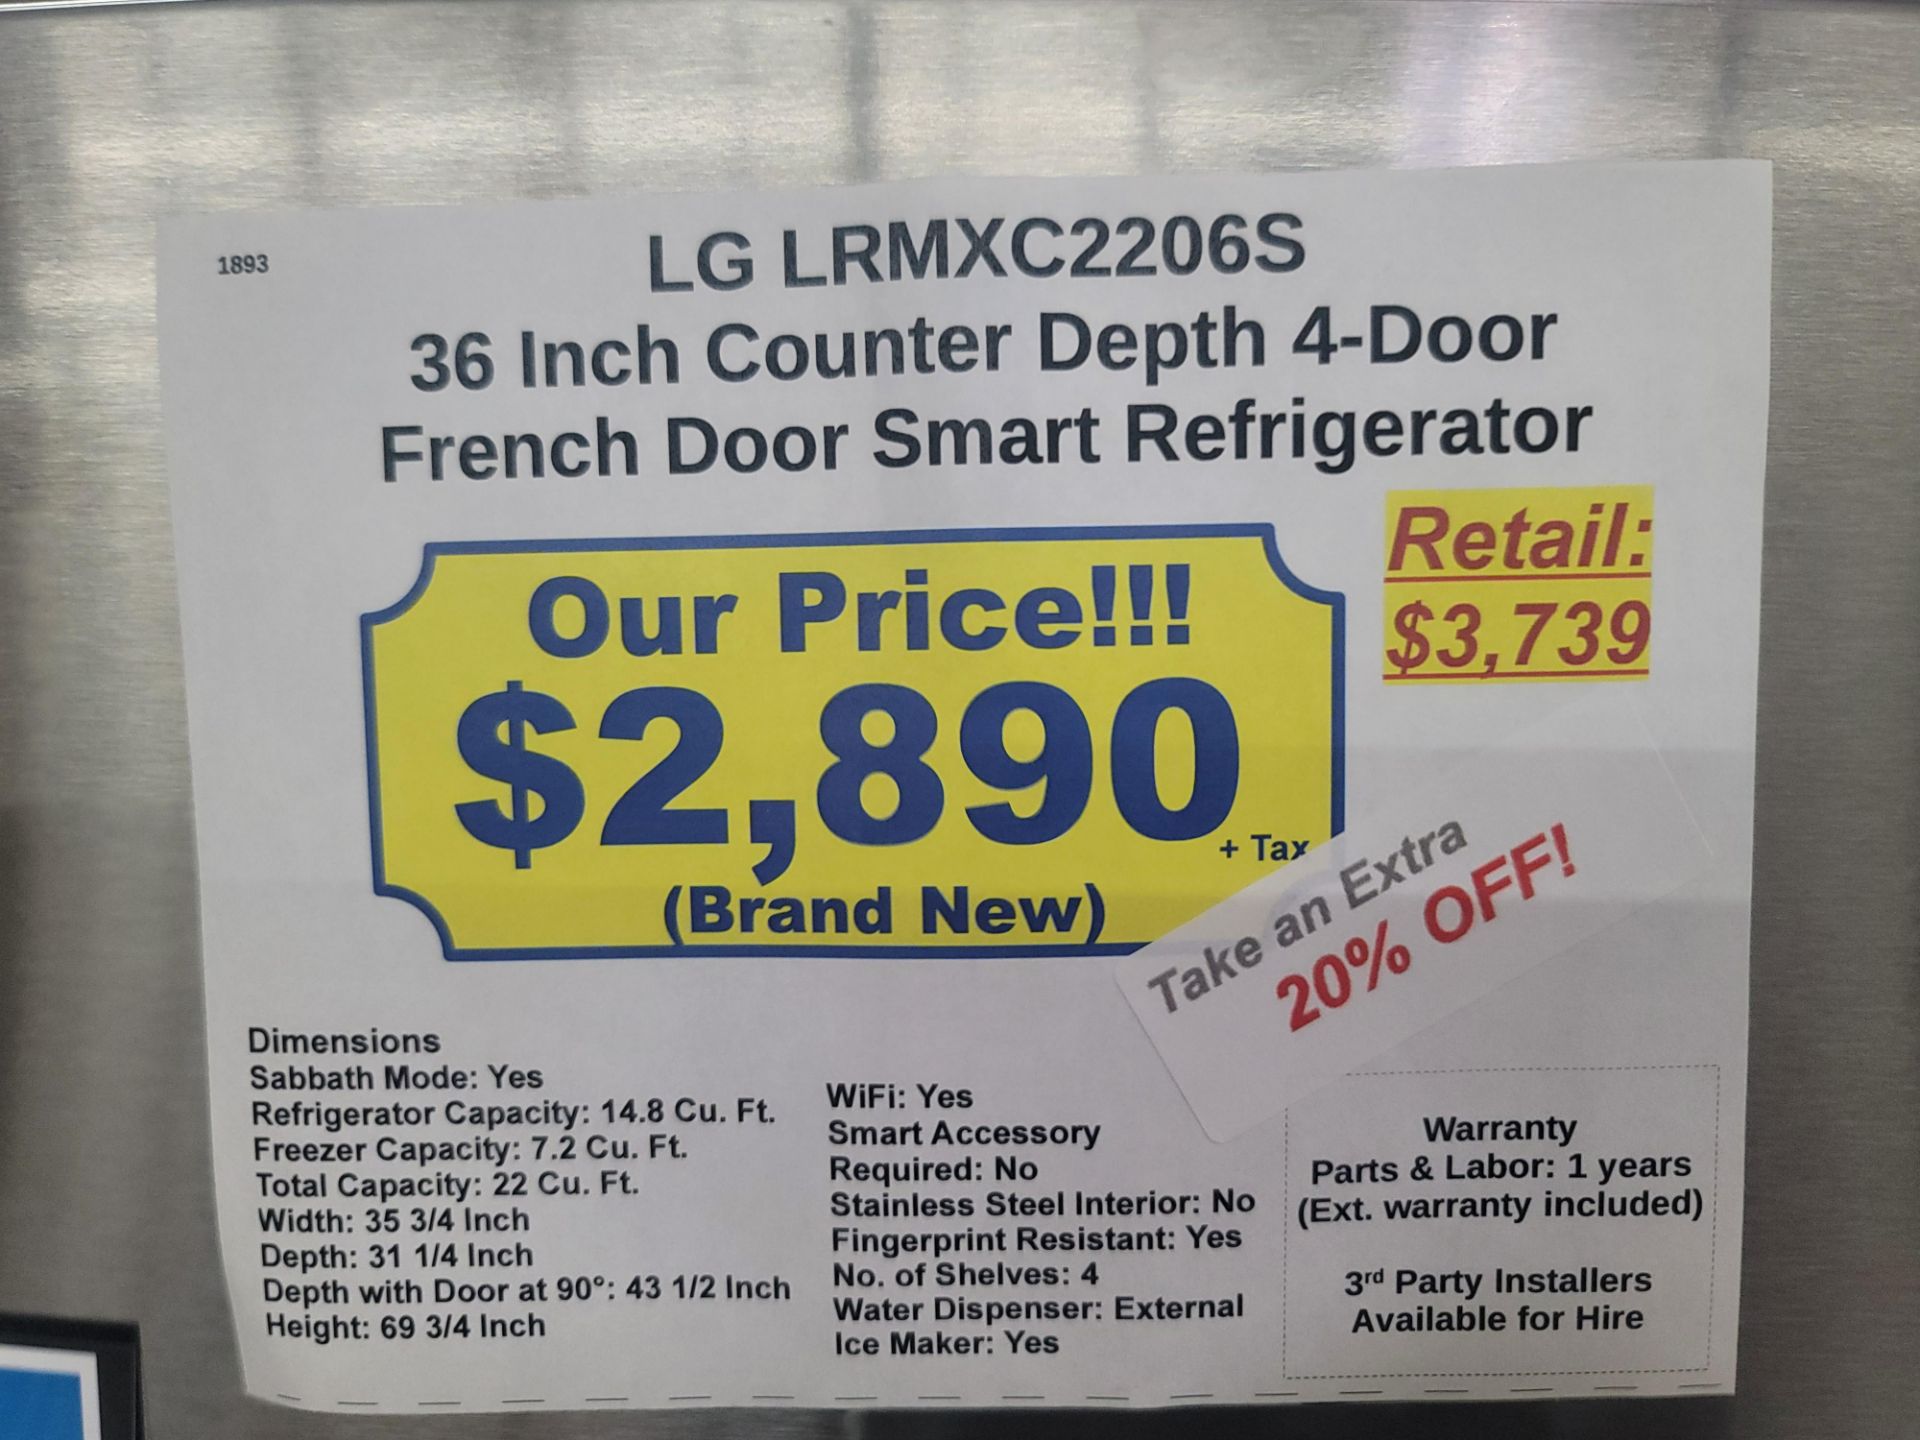 1893
LG LRMXC2206S
36 Inch Counter Depth 4-Door
French Door Smart Refrigerator
Retail:
$3,739
Our Price!!!
$2,890
+ Tax
(Brand New)
Take an Extra
20% OFF!
Dimensions
Sabbath Mode: Yes
Refrigerator Capacity: 14.8 Cu. Ft.
Freezer Capacity: 7.2 Cu. Ft.
Total Capacity: 22 Cu. Ft.
Width: 35 3/4 Inch
Depth: 31 1/4 Inch
Depth with Door at 90°: 43 1/2 Inch
Height: 69 3/4 Inch
WiFi: Yes
Smart Accessory
Required: No
Stainless Steel Interior: No
Fingerprint Resistant: Yes
No. of Shelves: 4
Water Dispenser: External
Ice Maker: Yes
Warranty
Parts & Labor: 1 years
(Ext. warranty included)
3rd Party Installers
Available for Hire